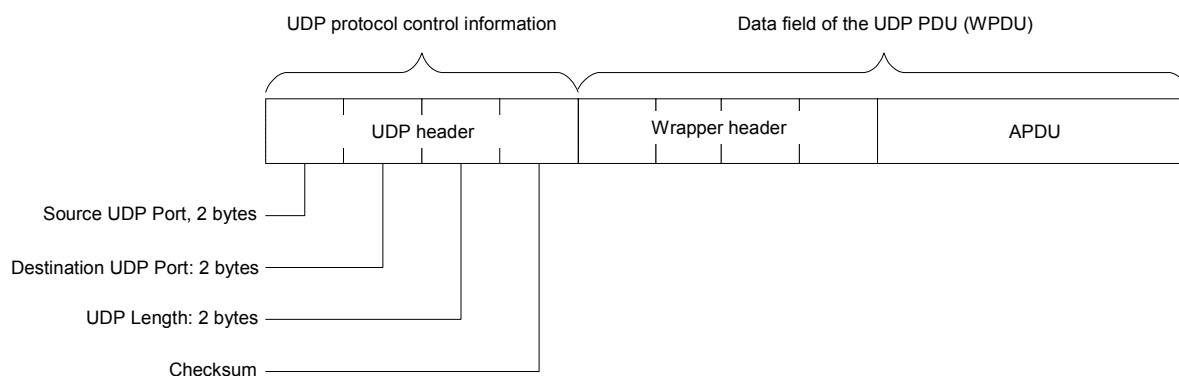 UDP protocol control information
Data field of the UDP PDU (WPDU)
UDP header
Wrapper header
APDU
Source UDP Port, 2 bytes
Destination UDP Port: 2 bytes
UDP Length: 2 bytes
Checksum